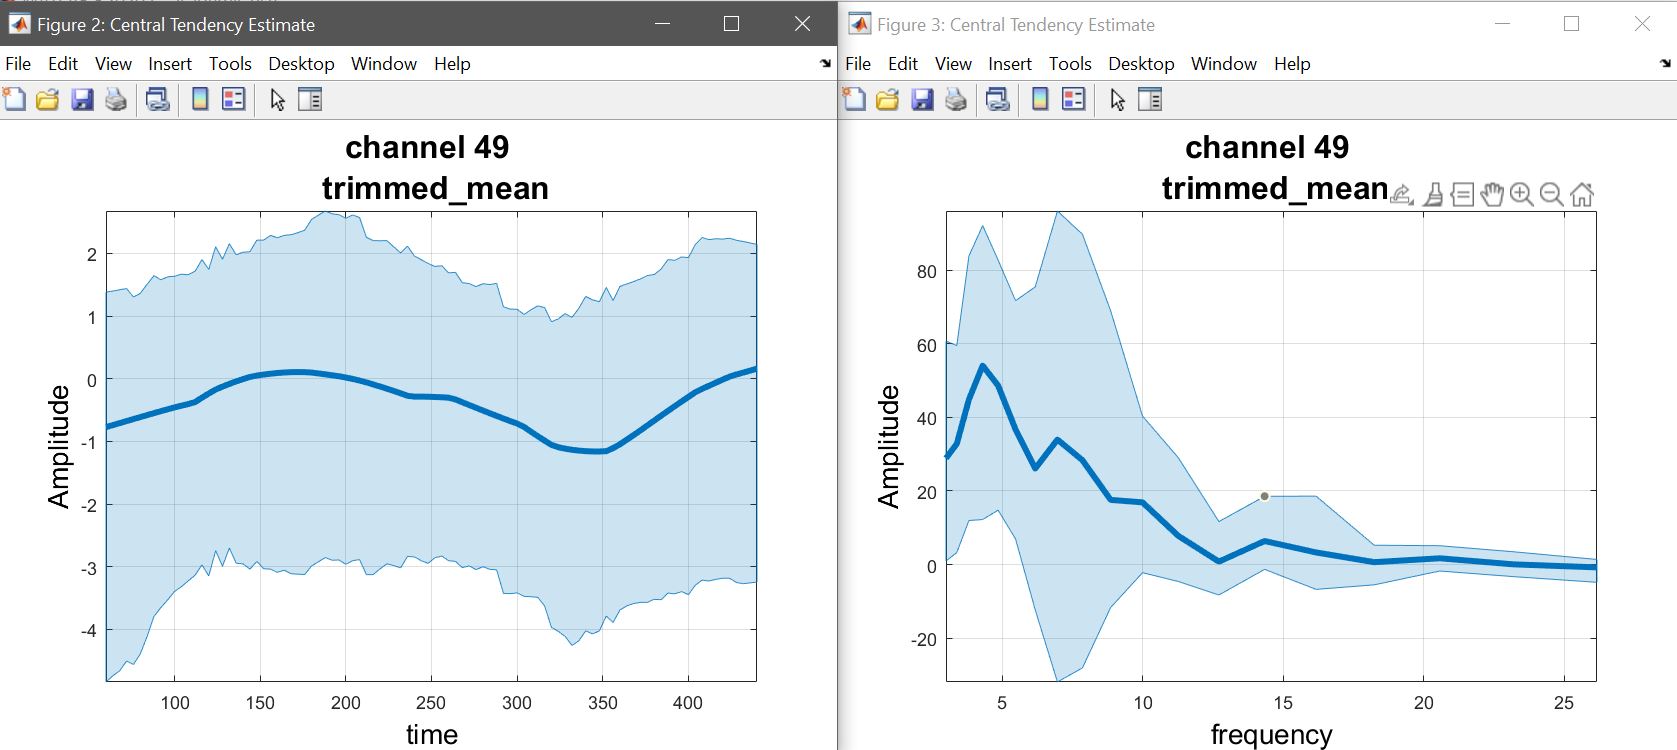 Figure 2: Central Tendency Estimate
File Edit View Insert Tools Desktop Window Help
channel 49
trimmed_mean
Amplitude
2
1
0
-1
-2
-3
-4
100 150 200 250 300 350 400
time
Figure 3: Central Tendency Estimate
File Edit View Insert Tools Desktop Window Help
channel 49
trimmed_mean
Amplitude
80
60
40
20
0
-20
5 10 15 20 25
frequency